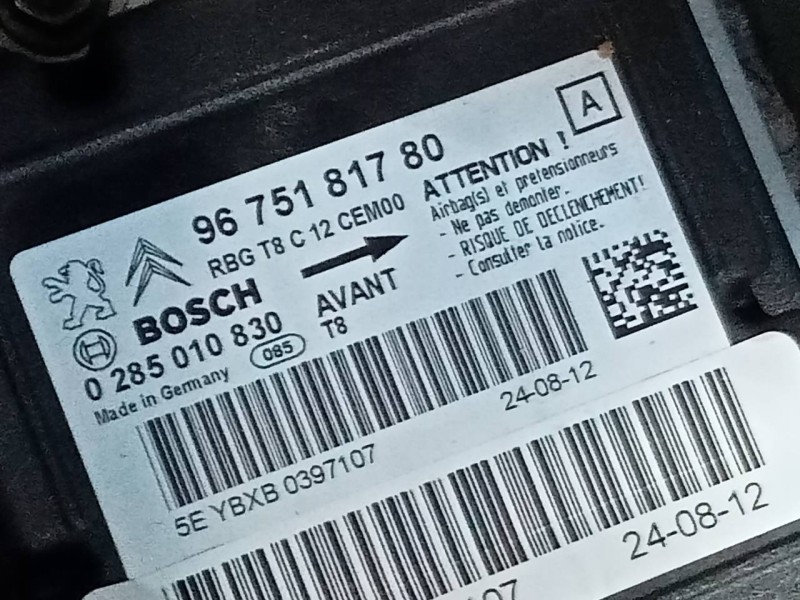 A
96 751 817 80
ATTENTION !
RBG T8 C 12 CEM00
Airbag(s) et pretensionneurs
- Ne pas demonter.
- RISQUE DE DECLENCHEMENT!
- Consulter la notice.
BOSCH
AVANT
0 285 010 830
085
T8
Made in Germany
24-08-12
5E YBXB 0397107
24-08-12
107